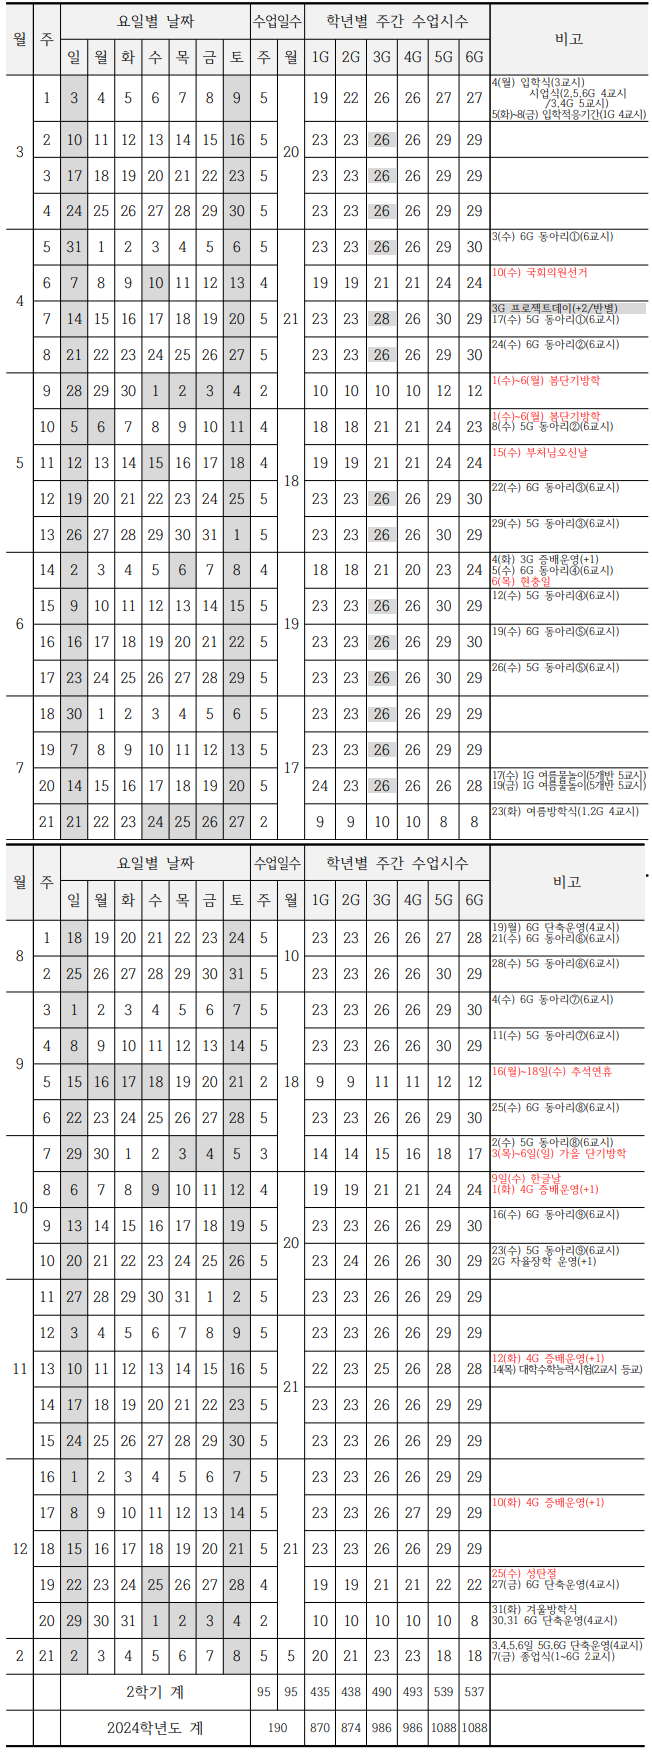 월 주 요일별 날짜 수업일수 학년별 주간 수업시수 비고
일 월 화 수 목 금 토 주 월 1G 2G 3G 4G 5G 6G
3 1 3 4 5 6 7 8 9 5 20 19 22 26 26 27 27 4(월) 입학식(3교시)
시업식(2,5,6G 4교시
/3,4G 5교시)
5(화)~8(금) 입학적응기간(1G 4교시)
2 10 11 12 13 14 15 16 5 23 23 26 26 29 29
3 17 18 19 20 21 22 23 5 23 23 26 26 29 29
4 24 25 26 27 28 29 30 5 23 23 26 26 29 29
4 5 31 1 2 3 4 5 6 5 21 23 23 26 26 29 30 3(수) 6G 동아리①(6교시)
6 7 8 9 10 11 12 13 4 19 19 21 21 24 24 10(수) 국회의원선거
7 14 15 16 17 18 19 20 5 23 23 28 26 30 29 3G 프로젝트데이(+2/반별)
17(수) 5G 동아리①(6교시)
8 21 22 23 24 25 26 27 5 23 23 26 26 29 30 24(수) 6G 동아리②(6교시)
5 9 28 29 30 1 2 3 4 2 18 10 10 10 10 12 12 1(수)~6(월) 봄단기방학
10 5 6 7 8 9 10 11 4 18 18 21 21 24 23 1(수)~6(월) 봄단기방학
8(수) 5G 동아리②(6교시)
11 12 13 14 15 16 17 18 4 19 19 21 21 24 24 15(수) 부처님오신날
12 19 20 21 22 23 24 25 5 23 23 26 26 29 30 22(수) 6G 동아리③(6교시)
13 26 27 28 29 30 31 1 5 23 23 26 26 30 29 29(수) 5G 동아리③(6교시)
6 14 2 3 4 5 6 7 8 4 19 18 18 21 20 23 24 4(화) 3G 증배운영(+1)
5(수) 6G 동아리④(6교시)
6(목) 현충일
15 9 10 11 12 13 14 15 5 23 23 26 26 30 29 12(수) 5G 동아리④(6교시)
16 16 17 18 19 20 21 22 5 23 23 26 26 29 30 19(수) 6G 동아리⑤(6교시)
17 23 24 25 26 27 28 29 5 23 23 26 26 30 29 26(수) 5G 동아리⑤(6교시)
7 18 30 1 2 3 4 5 6 5 17 23 23 26 26 29 29
19 7 8 9 10 11 12 13 5 23 23 26 26 29 29
20 14 15 16 17 18 19 20 5 24 23 26 26 26 28 17(수) 1G 여름물놀이(5개반 5교시)
19(금) 1G 여름물놀이(5개반 5교시)
21 21 22 23 24 25 26 27 2 9 9 10 10 8 8 23(화) 여름방학식(1,2G 4교시)
월 주 요일별 날짜 수업일수 학년별 주간 수업시수 비고
일 월 화 수 목 금 토 주 월 1G 2G 3G 4G 5G 6G
8 1 18 19 20 21 22 23 24 5 10 23 23 26 26 27 28 19)월) 6G 단축운영(4교시)
21(수) 6G 동아리⑥(6교시)
2 25 26 27 28 29 30 31 5 23 23 26 26 30 29 28(수) 5G 동아리⑥(6교시)
9 3 1 2 3 4 5 6 7 5 18 23 23 26 26 29 30 4(수) 6G 동아리⑦(6교시)
4 8 9 10 11 12 13 14 5 23 23 26 26 30 29 11(수) 5G 동아리⑦(6교시)
5 15 16 17 18 19 20 21 2 9 9 11 11 12 12 16(월)~18일(수) 추석연휴
6 22 23 24 25 26 27 28 5 23 23 26 26 29 30 25(수) 6G 동아리⑧(6교시)
10 7 29 30 1 2 3 4 5 3 20 14 14 15 16 18 17 2(수) 5G 동아리⑧(6교시)
3(목)~6일(일) 가을 단기방학
8 6 7 8 9 10 11 12 4 19 19 21 21 24 24 9일(수) 한글날
1(화) 4G 증배운영(+1)
9 13 14 15 16 17 18 19 5 23 23 26 26 29 30 16(수) 6G 동아리⑨(6교시)
10 20 21 22 23 24 25 26 5 23 24 26 26 30 29 23(수) 5G 동아리⑨(6교시)
2G 자율장학 운영(+1)
11 11 27 28 29 30 31 1 2 5 23 23 26 26 29 29
12 3 4 5 6 7 8 9 5 21 23 23 26 26 29 29
13 10 11 12 13 14 15 16 5 22 23 25 26 28 28 12(화) 4G 증배운영(+1)
14(목) 대학수학능력시험(2교시 등교)
14 17 18 19 20 21 22 23 5 23 23 26 26 29 29
15 24 25 26 27 28 29 30 5 23 23 26 26 29 29
12 16 1 2 3 4 5 6 7 5 21 23 23 26 26 29 29
17 8 9 10 11 12 13 14 5 23 23 26 27 29 29 10(화) 4G 증배운영(+1)
18 15 16 17 18 19 20 21 5 23 23 26 26 29 29
19 22 23 24 25 26 27 28 4 19 19 21 21 22 22 25(수) 성탄절
27(금) 6G 단축운영(4교시)
20 29 30 31 1 2 3 4 2 10 10 10 10 10 8 31(화) 겨울방학식
30,31 6G 단축운영(4교시)
2 21 2 3 4 5 6 7 8 5 5 20 21 23 23 18 18 3,4,5,6일 5G,6G 단축운영(4교시)
7(금) 종업식(1~6G 2교시)
2학기 계 95 95 435 438 490 493 539 537
2024학년도 계 190 870 874 986 986 1088 1088